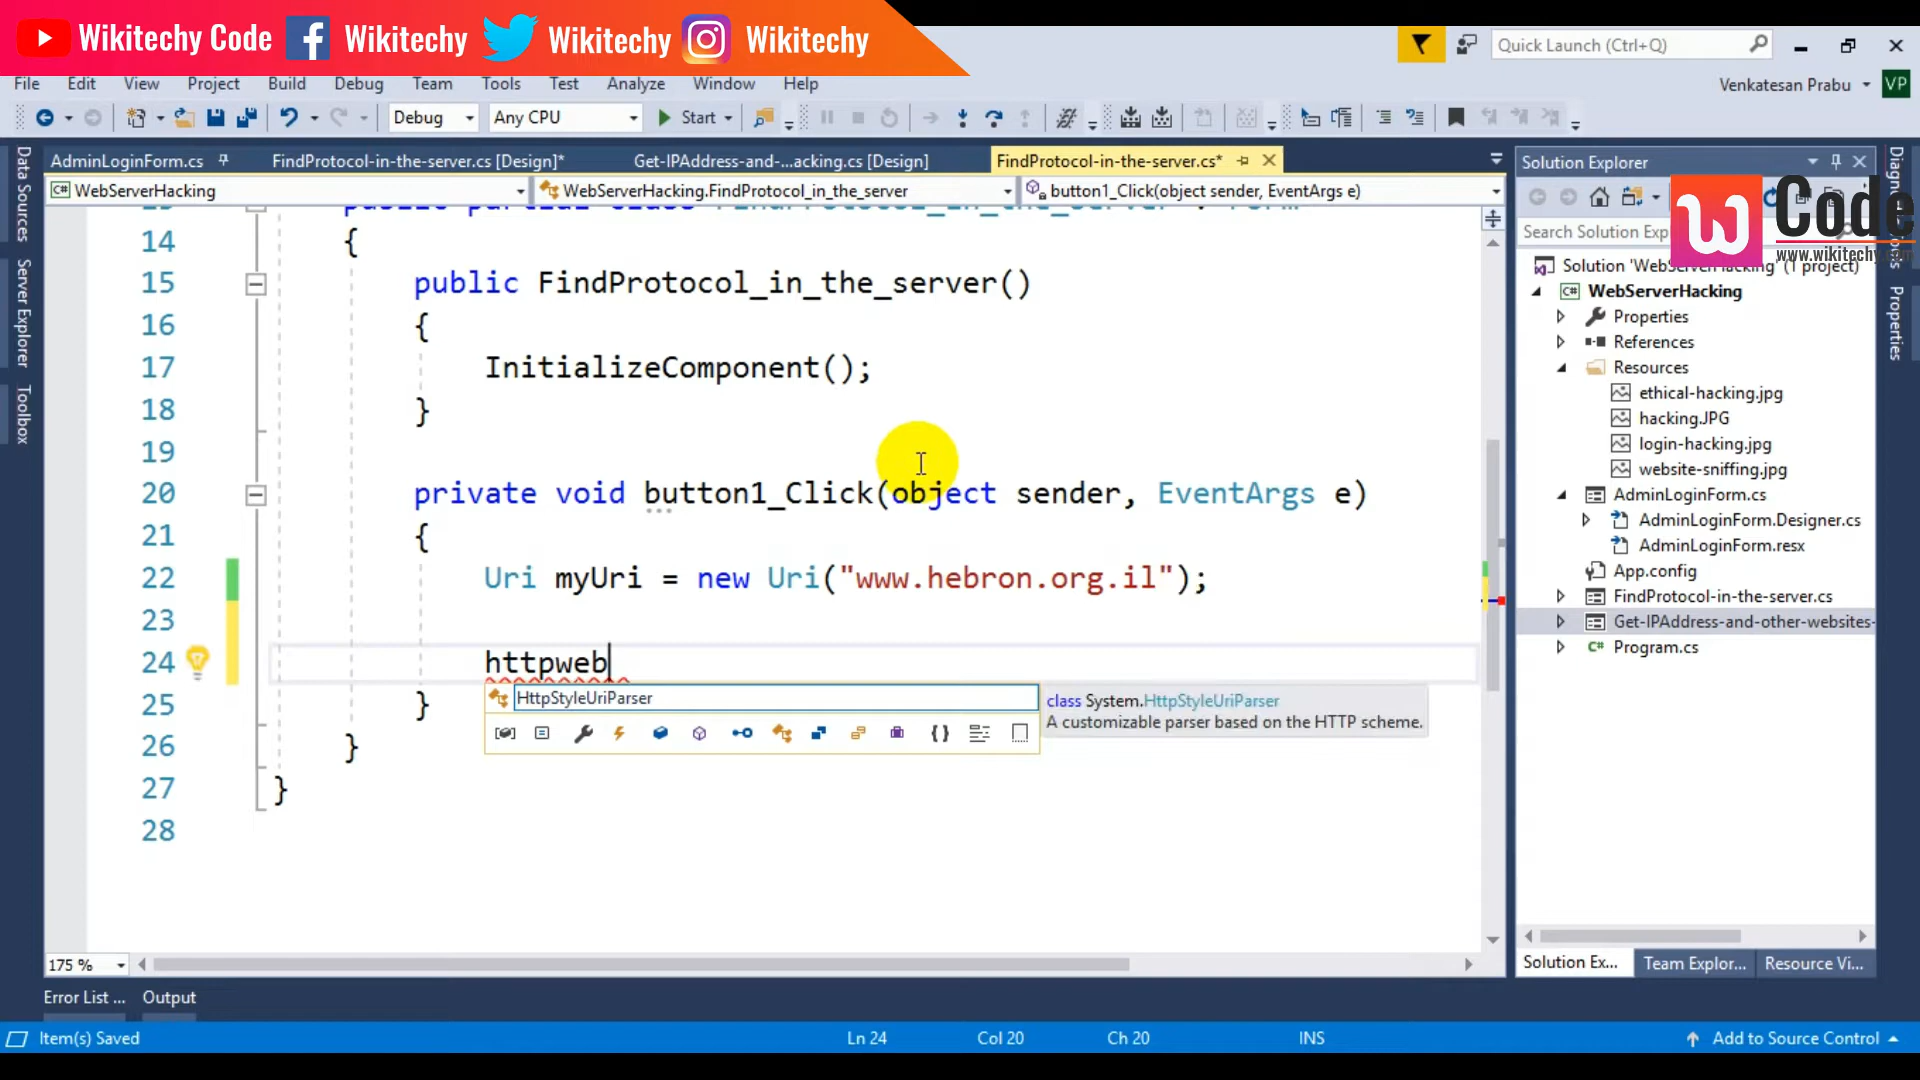 Wikitechy Code Wikitechy Wikitechy Wikitechy
Quick Launch (Ctrl+Q)
File Edit View Project Build Debug Team Tools Test Analyze Window Help
Venkatesan Prabu VP
Debug Any CPU Start
AdminLoginForm.cs FindProtocol-in-the-server.cs [Design]* Get-IPAddress-and-...acking.cs [Design] FindProtocol-in-the-server.cs*
WebServerHacking WebServerHacking.FindProtocol_in_the_server button1_Click(object sender, EventArgs e)
14 {
15 public FindProtocol_in_the_server()
16 {
17 InitializeComponent();
18 }
19
20 private void button1_Click(object sender, EventArgs e)
21 {
22 Uri myUri = new Uri("www.hebron.org.il");
23
24 httpweb
25 }
26 }
27 }
28
HttpStyleUriParser
class System.HttpStyleUriParser
A customizable parser based on the HTTP scheme.
Data Sources
Server Explorer
Toolbox
Solution Explorer
Code
www.wikitechy.com
Search Solution Exp
Solution 'WebServerHacking' (1 project)
WebServerHacking
Properties
References
Resources
ethical-hacking.jpg
hacking.JPG
login-hacking.jpg
website-sniffing.jpg
AdminLoginForm.cs
AdminLoginForm.Designer.cs
AdminLoginForm.resx
App.config
FindProtocol-in-the-server.cs
Get-IPAddress-and-other-websites-
Program.cs
Properties
175 %
Solution Ex... Team Explor... Resource Vi...
Error List ... Output
Item(s) Saved Ln 24 Col 20 Ch 20 INS Add to Source Control